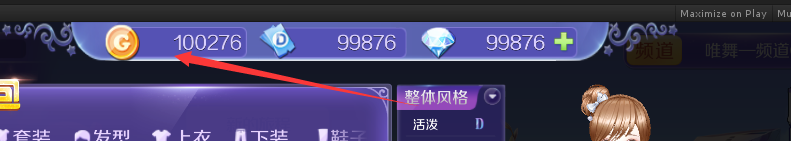 Maximize on Play Mu
G 100276 D 99876 99876
频道 唯舞—频道
整体风格
活泼 D
套装 发型 上衣 下装 鞋子